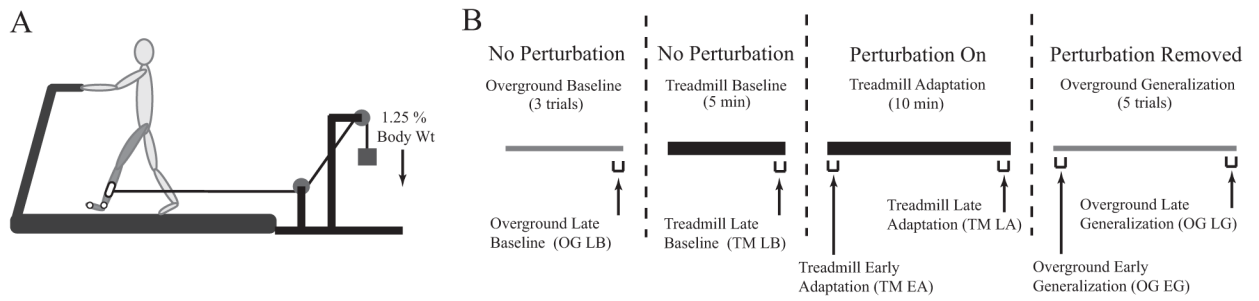 A
1.25 %
Body Wt
B
No Perturbation
Overground Baseline
(3 trials)
Overground Late
Baseline (OG LB)
No Perturbation
Treadmill Baseline
(5 min)
Treadmill Late
Baseline (TM LB)
Perturbation On
Treadmill Adaptation
(10 min)
Treadmill Late
Adaptation (TM LA)
Treadmill Early
Adaptation (TM EA)
Perturbation Removed
Overground Generalization
(5 trials)
Overground Late
Generalization (OG LG)
Overground Early
Generalization (OG EG)